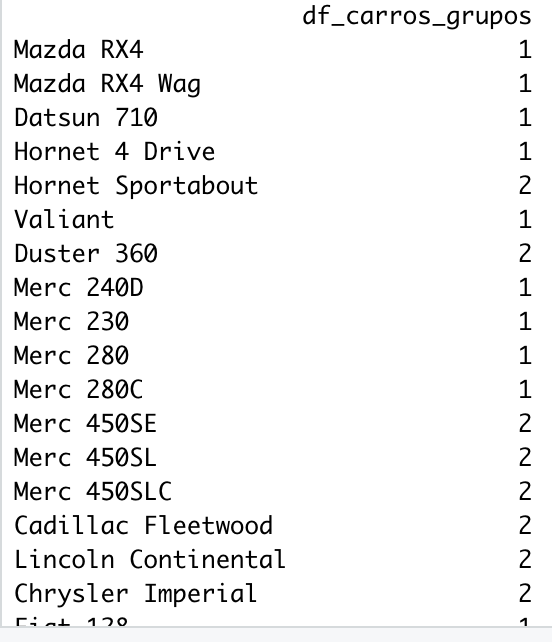 df_carros_grupos
Mazda RX4 1
Mazda RX4 Wag 1
Datsun 710 1
Hornet 4 Drive 1
Hornet Sportabout 2
Valiant 1
Duster 360 2
Merc 240D 1
Merc 230 1
Merc 280 1
Merc 280C 1
Merc 450SE 2
Merc 450SL 2
Merc 450SLC 2
Cadillac Fleetwood 2
Lincoln Continental 2
Chrysler Imperial 2
Fiat 128 1